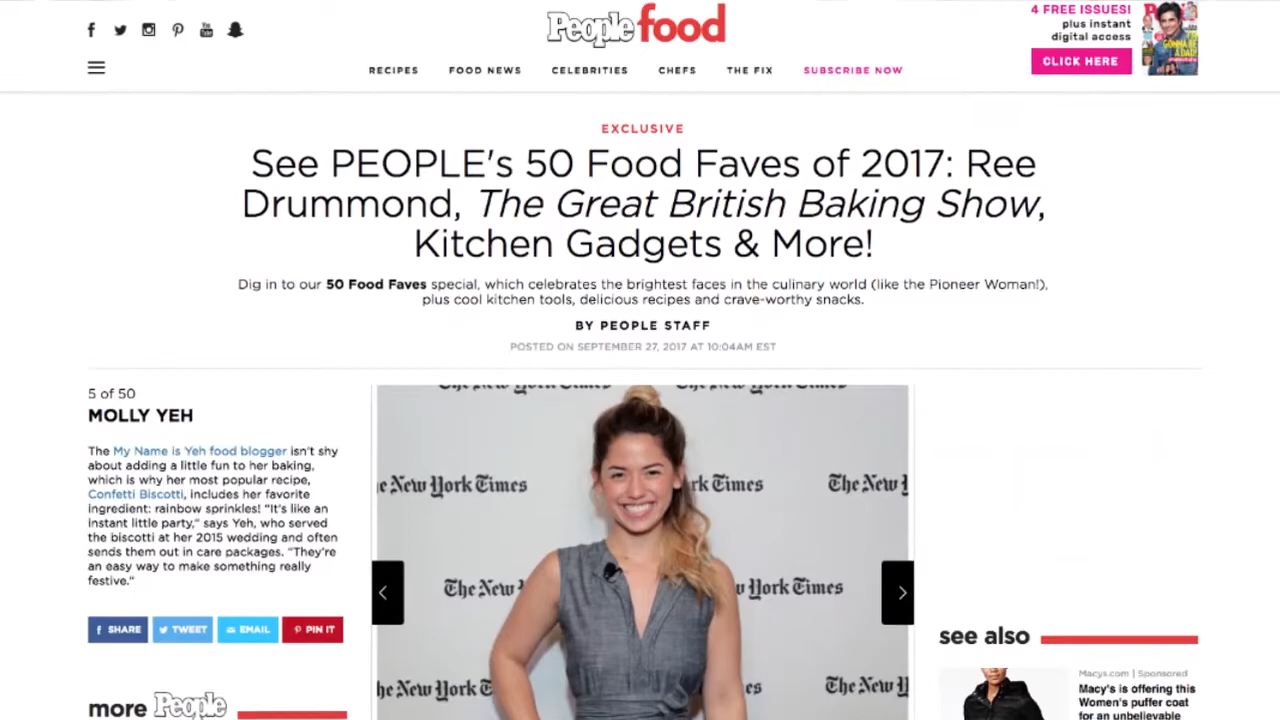 People food
4 FREE ISSUES!
plus instant
digital access
CLICK HERE
RECIPES FOOD NEWS CELEBRITIES CHEFS THE FIX SUBSCRIBE NOW
EXCLUSIVE
See PEOPLE's 50 Food Faves of 2017: Ree
Drummond, The Great British Baking Show,
Kitchen Gadgets & More!
Dig in to our 50 Food Faves special, which celebrates the brightest faces in the culinary world (like the Pioneer Woman!),
plus cool kitchen tools, delicious recipes and crave-worthy snacks.
BY PEOPLE STAFF
POSTED ON SEPTEMBER 27, 2017 AT 10:04AM EST
5 of 50
MOLLY YEH
The My Name is Yeh food blogger isn't shy
about adding a little fun to her baking,
which is why her most popular recipe,
Confetti Biscotti, includes her favorite
ingredient: rainbow sprinkles! "It's like an
instant little party," says Yeh, who served
the biscotti at her 2015 wedding and often
sends them out in care packages. "They're
an easy way to make something really
festive."
SHARE TWEET EMAIL PIN IT
more People
The New York Times The New York Times
e New York Times rk Times The New Y
The New York Times
he New York es The New Y
see also
Macys.com | Sponsored
Macy's is offering this
Women's puffer coat
for an unbelievable